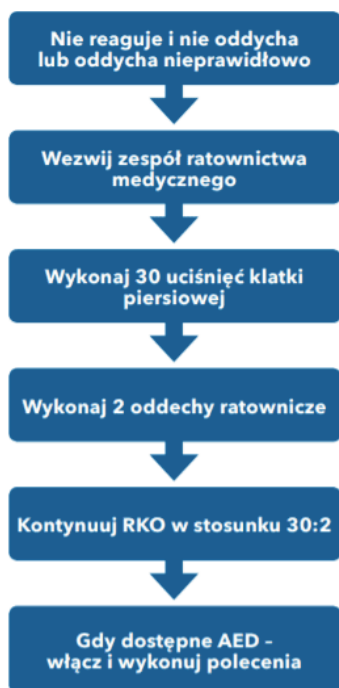 Nie reaguje i nie oddycha
lub oddycha nieprawidłowo
Wezwij zespół ratownictwa
medycznego
Wykonaj 30 uciśnięć klatki
piersiowej
Wykonaj 2 oddechy ratownicze
Kontynuuj RKO w stosunku 30:2
Gdy dostępne AED –
włącz i wykonuj polecenia